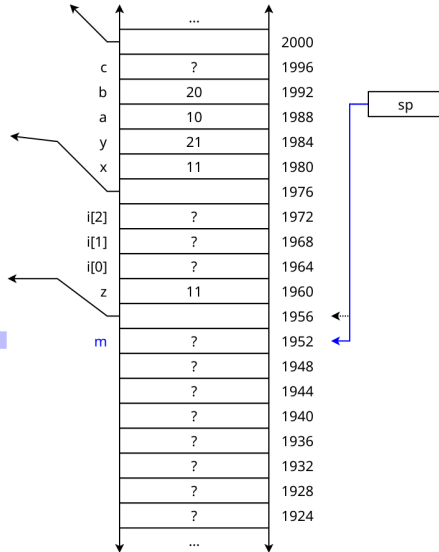 ...
2000
c ? 1996
b 20 1992
a 10 1988
sp
y 21 1984
x 11 1980
1976
i[2] ? 1972
i[1] ? 1968
i[0] ? 1964
z 11 1960
1956
m ? 1952
? 1948
? 1944
? 1940
? 1936
? 1932
? 1928
? 1924
...